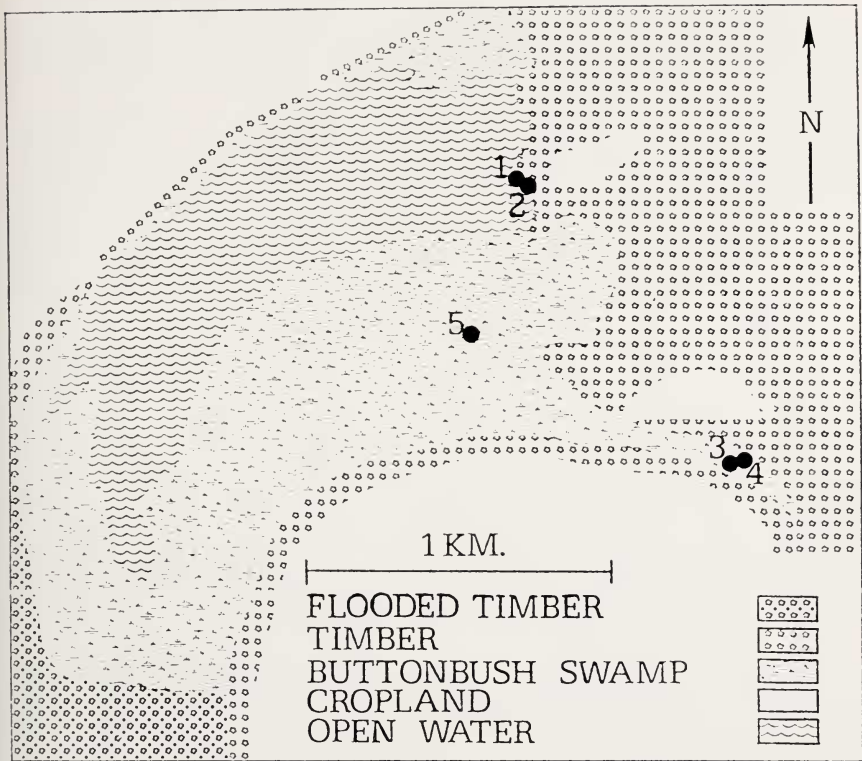 N
1
2
5
3
4
1 KM.
FLOODED TIMBER
TIMBER
BUTTONBUSH SWAMP
CROPLAND
OPEN WATER